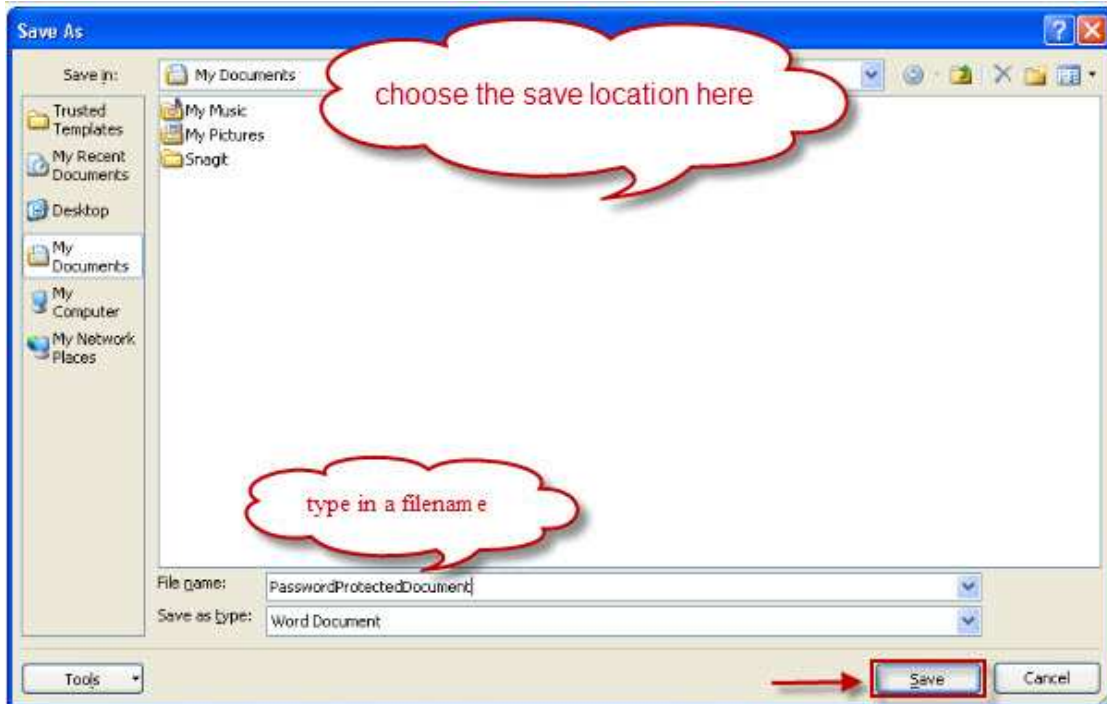 Save As
Save in:
My Documents
choose the save location here
Trusted
Templates
My Recent
Documents
Desktop
My
Documents
My
Computer
My Network
Places
My Music
My Pictures
Snagit
type in a filename
File name:
PasswordProtectedDocument
Save as type:
Word Document
Tools
Save
Cancel